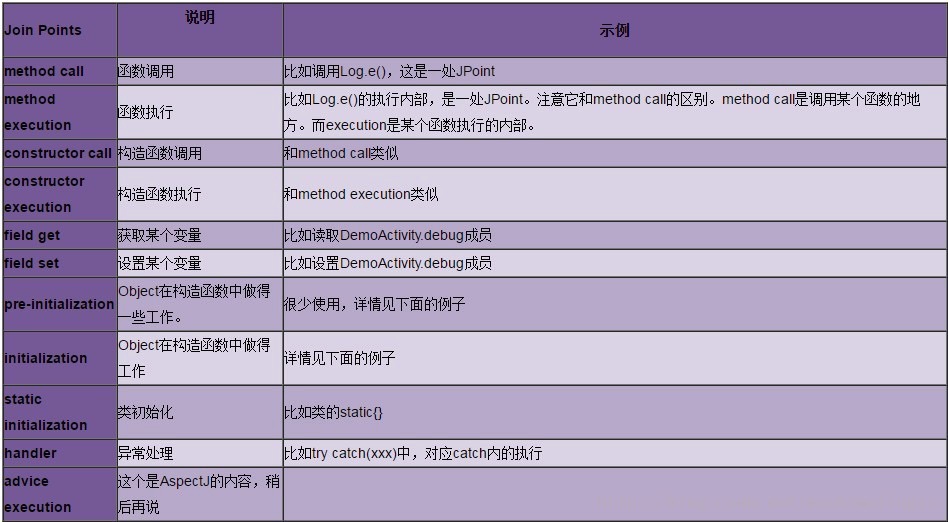 Join Points
说明
示例
method call
函数调用
比如调用Log.e()，这是一处JPoint
method
execution
函数执行
比如Log.e()的执行内部，是一处JPoint。注意它和method call的区别。method call是调用某个函数的地
方。而execution是某个函数执行的内部。
constructor call
构造函数调用
和method call类似
constructor
execution
构造函数执行
和method execution类似
field get
获取某个变量
比如读取DemoActivity.debug成员
field set
设置某个变量
比如设置DemoActivity.debug成员
pre-initialization
Object在构造函数中做得
一些工作。
很少使用，详情见下面的例子
initialization
Object在构造函数中做得
工作
详情见下面的例子
static
initialization
类初始化
比如类的static{}
handler
异常处理
比如try catch(xxx)中，对应catch内的执行
advice
execution
这个是AspectJ的内容，稍
后再说